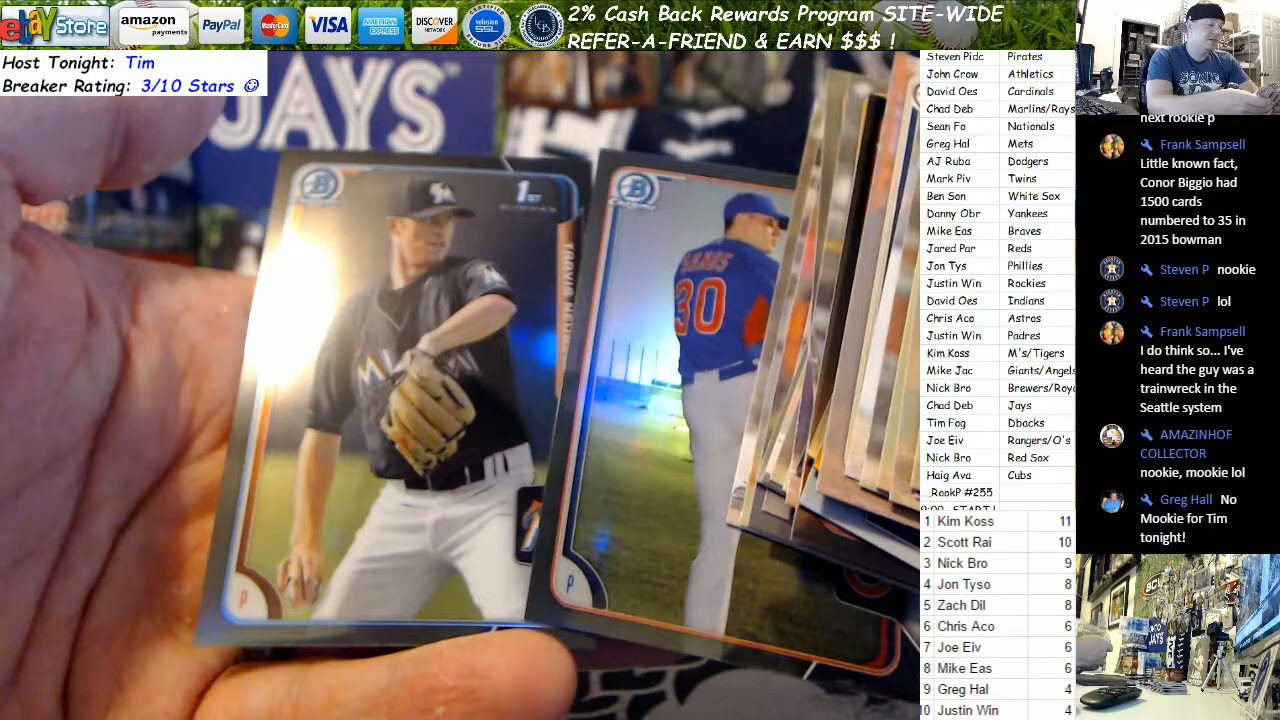 ebay Store
amazon payments
PayPal
MasterCard
VISA
AMERICAN EXPRESS
DISCOVER NETWORK
SSL
2% Cash Back Rewards Program SITE-WIDE
REFER-A-FRIEND & EARN $$$ !
Host Tonight: Tim
Breaker Rating: 3/10 Stars ☺
JAYS
B
1ST
P
B
30
P
Steven Pidc Pirates
John Crow Athletics
David Oes Cardinals
Chad Deb Marlins/Rays
Sean Fo Nationals
Greg Hal Mets
AJ Ruba Dodgers
Mark Piv Twins
Ben Son White Sox
Danny Obr Yankees
Mike Eas Braves
Jared Par Reds
Jon Tys Phillies
Justin Win Rockies
David Oes Indians
Chris Aco Astros
Justin Win Padres
Kim Koss M's/Tigers
Mike Jac Giants/Angels
Nick Bro Brewers/Roy
Chad Deb Jays
Tim Fog Dbacks
Joe Eiv Rangers/O's
Nick Bro Red Sox
Haig Ava Cubs
...RookP #255
9:00 START!
1 Kim Koss 11
2 Scott Rai 10
3 Nick Bro 9
4 Jon Tyso 8
5 Zach Dil 8
6 Chris Aco 6
7 Joe Eiv 6
8 Mike Eas 6
9 Greg Hal 4
10 Justin Win 4
SONIC
next rookie p
Frank Sampsell
Little known fact,
Conor Biggio had
1500 cards
numbered to 35 in
2015 bowman
Steven P nookie
Steven P lol
Frank Sampsell
I do think so... I've
heard the guy was a
trainwreck in the
Seattle system
AMAZINHOF
COLLECTOR
nookie, mookie lol
Greg Hall No
Mookie for Tim
tonight!
JAYS